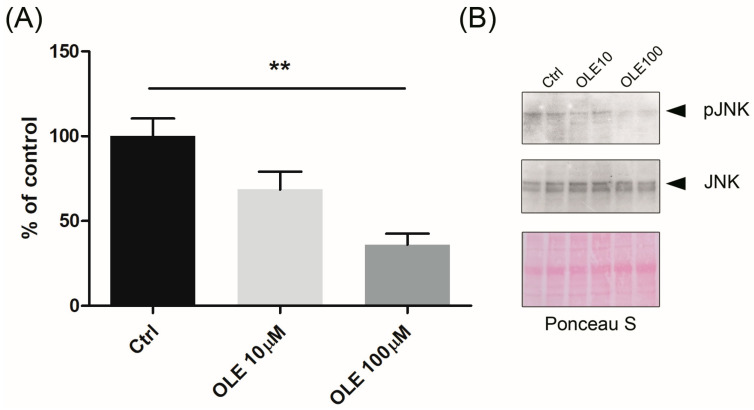 (A)
150
100
50
0
% of control
**
Ctrl
OLE 10µM
OLE 100µM
(B)
Ctrl
OLE10
OLE100
pJNK
JNK
Ponceau S